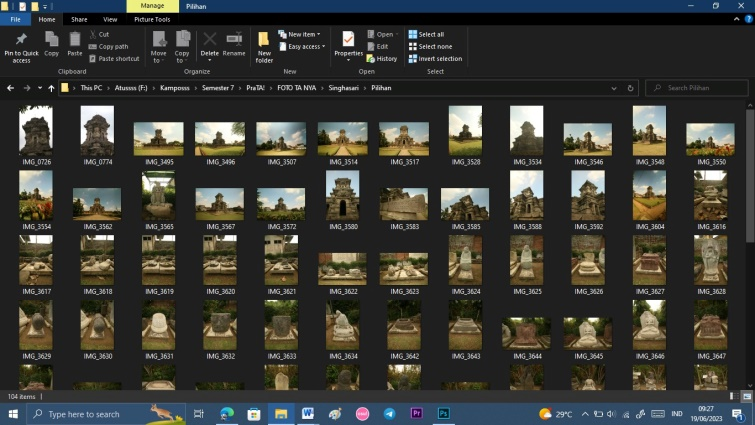 Manage
Pilihan
File
Home
Share
View
Picture Tools
Pin to Quick access
Copy
Paste
Cut
Copy path
Paste shortcut
Move to
Copy to
Delete
Rename
New folder
New item
Easy access
Properties
Open
Edit
History
Select all
Select none
Invert selection
Clipboard
Organize
New
Open
Select
This PC > Atussss (F:) > Kamposss > Semester 7 > PraTA! > FOTO TA NYA > Singhasari > Pilihan
Search Pilihan
IMG_0726 IMG_0774 IMG_3495 IMG_3496 IMG_3507 IMG_3514 IMG_3517 IMG_3528 IMG_3534 IMG_3546 IMG_3548 IMG_3550
IMG_3554 IMG_3562 IMG_3565 IMG_3567 IMG_3572 IMG_3580 IMG_3583 IMG_3585 IMG_3588 IMG_3592 IMG_3604 IMG_3616
IMG_3617 IMG_3618 IMG_3619 IMG_3620 IMG_3621 IMG_3622 IMG_3623 IMG_3624 IMG_3625 IMG_3626 IMG_3627 IMG_3628
IMG_3629 IMG_3630 IMG_3631 IMG_3632 IMG_3633 IMG_3634 IMG_3642 IMG_3643 IMG_3644 IMG_3645 IMG_3646 IMG_3647
104 items
Type here to search
Pr
Ps
29°C
IND
09:27
19/06/2023